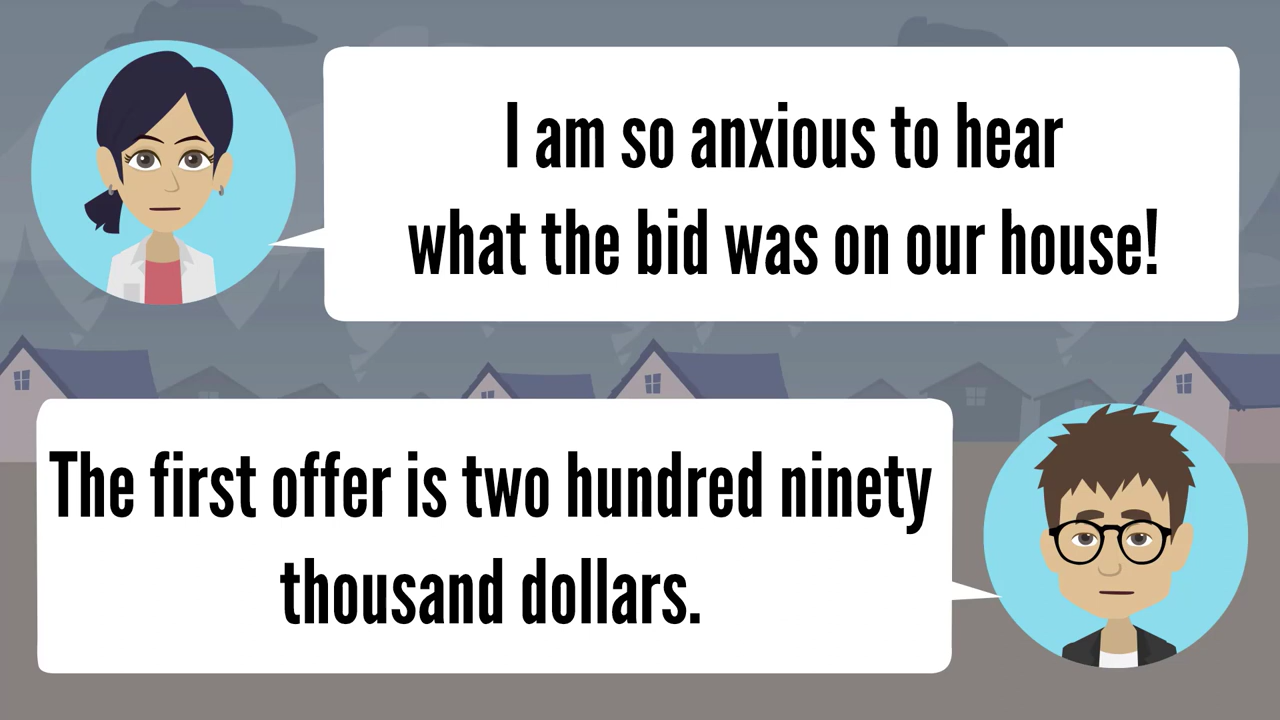 I am so anxious to hear
what the bid was on our house!
The first offer is two hundred ninety
thousand dollars.